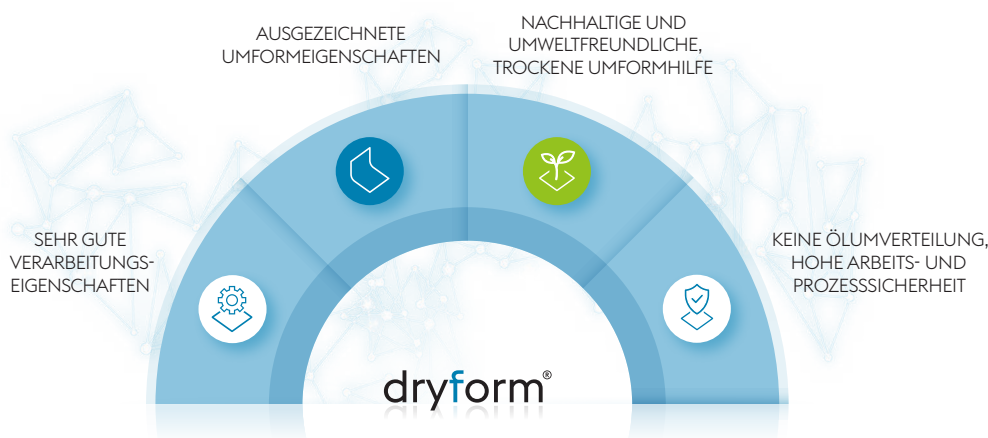 SEHR GUTE
VERARBEITUNGS-
EIGENSCHAFTEN
AUSGEZEICHNETE
UMFORMEIGENSCHAFTEN
NACHHALTIGE UND
UMWELTFREUNDLICHE,
TROCKENE UMFORMHILFE
KEINE ÖLUMVERTEILUNG,
HOHE ARBEITS- UND
PROZESSSICHERHEIT
dryform®